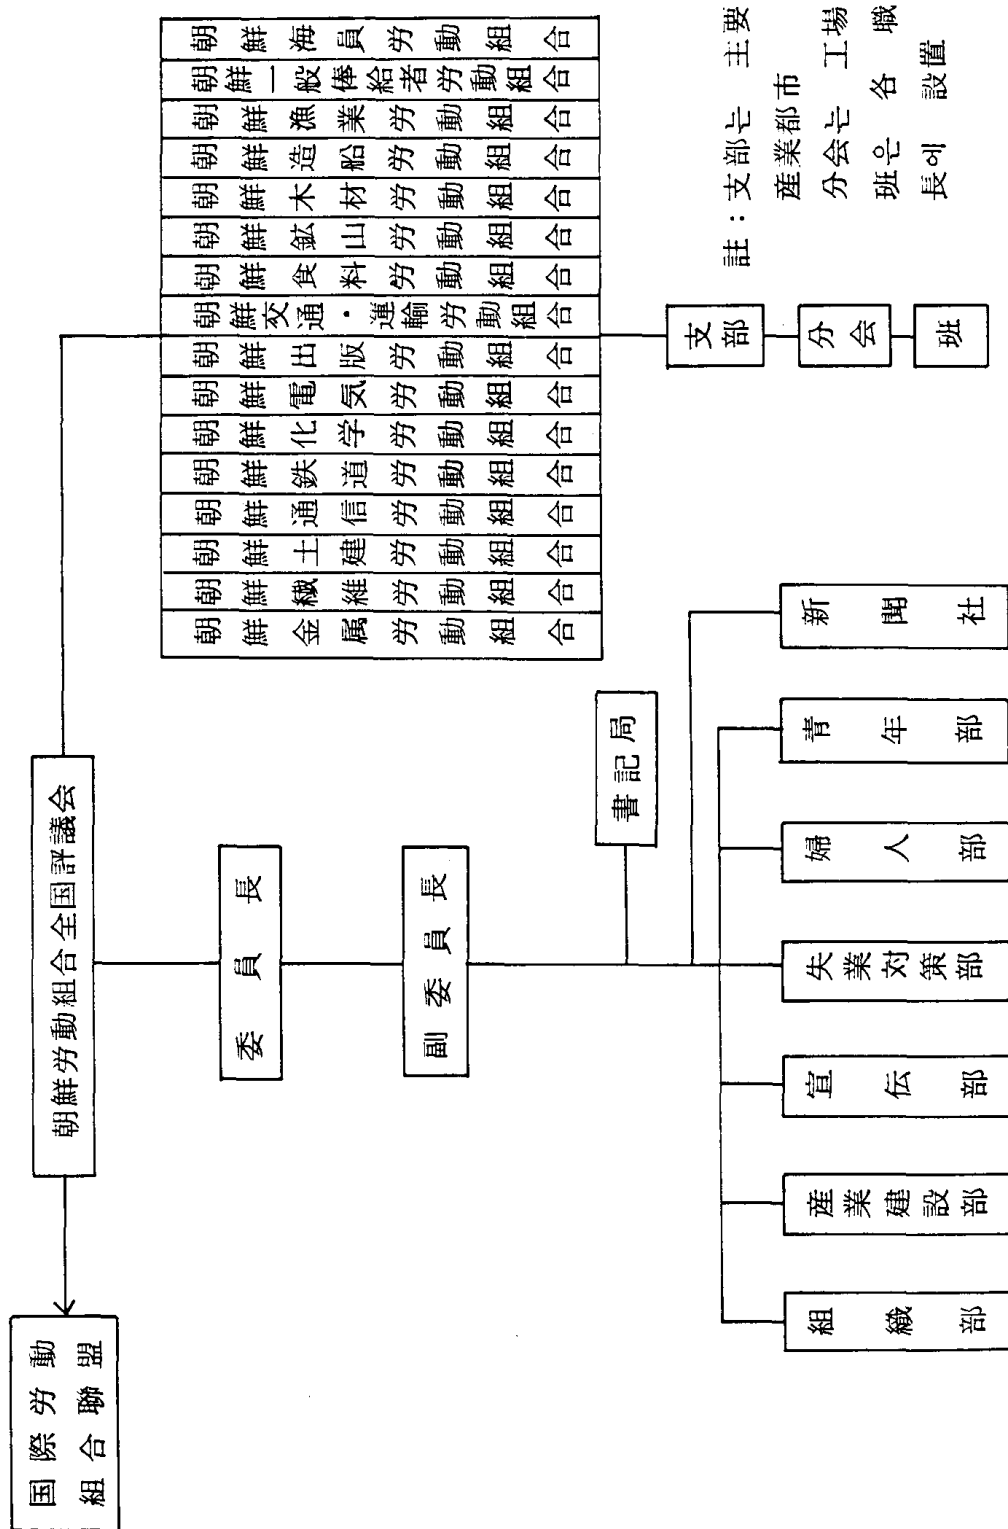 国際労動
組合聯盟
朝鮮労動組合全国評議会
委員長
副委員長
書記局
組織部
産業建設部
宣伝部
失業対策部
婦人部
青年部
新聞社
朝鮮金属労動組合
朝鮮繊維労動組合
朝鮮土建労動組合
朝鮮通信労動組合
朝鮮鉄道労動組合
朝鮮化学労動組合
朝鮮電気労動組合
朝鮮出版労動組合
朝鮮交通・運輸労動組合
朝鮮食料労動組合
朝鮮鉱山労動組合
朝鮮木材労動組合
朝鮮造船労動組合
朝鮮漁業労動組合
朝鮮一般俸給者労動組合
朝鮮海員労動組合
支部
分会
班
註：支部는 主要
産業都市
分会는 工場
班은 各 職
長에 設置